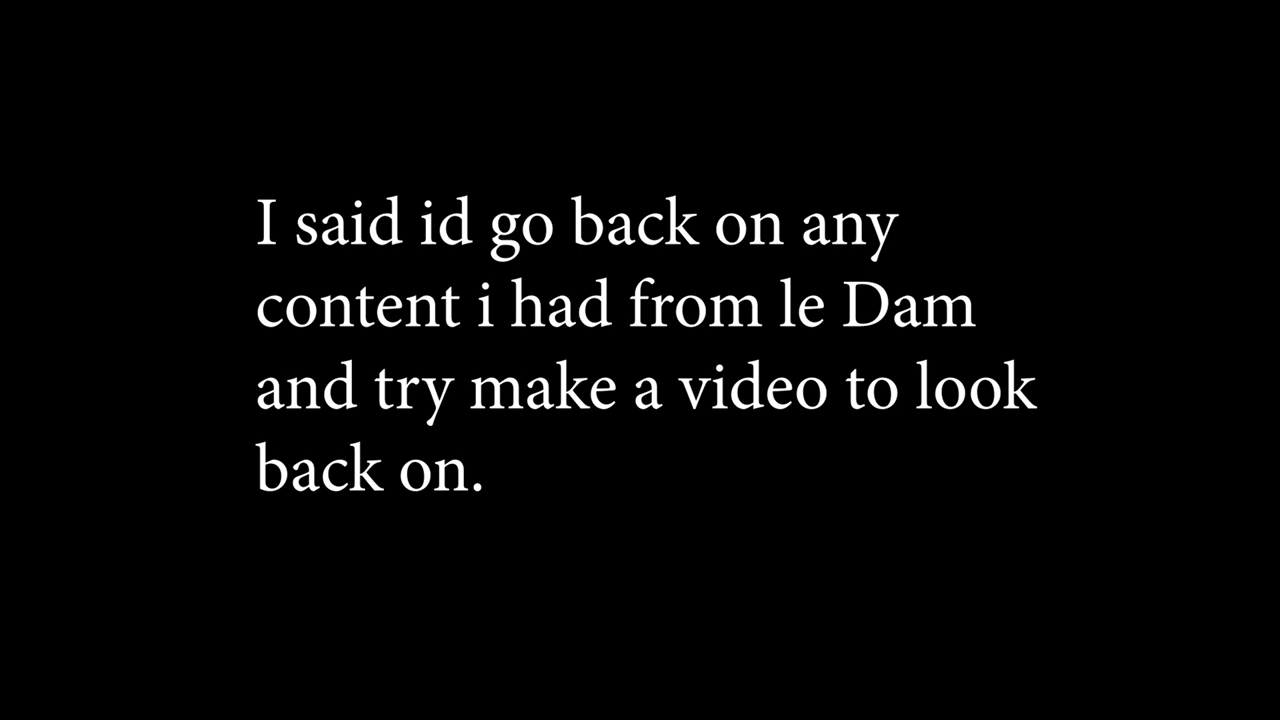 I said id go back on any
content i had from le Dam
and try make a video to look
back on.